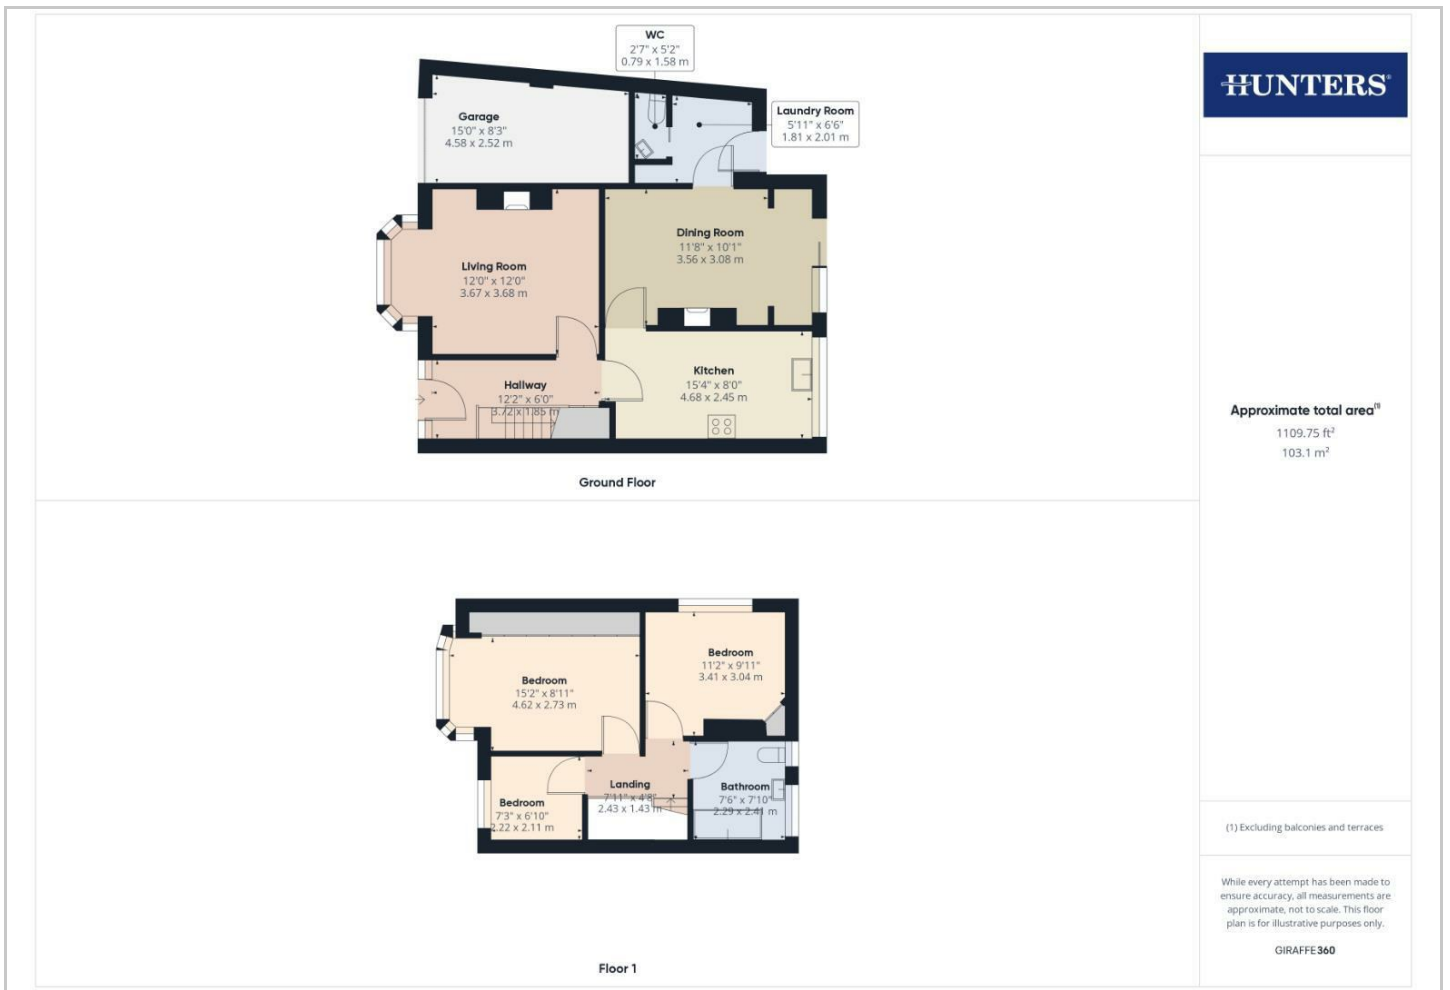 WC
2'7" x 5'2"
0.79 x 1.58 m
Garage
15'0" x 8'3"
4.58 x 2.52 m
Laundry Room
5'11" x 6'6"
1.81 x 2.01 m
Dining Room
11'8" x 10'1"
3.56 x 3.08 m
Living Room
12'0" x 12'0"
3.67 x 3.68 m
Kitchen
15'4" x 8'0"
4.68 x 2.45 m
Hallway
12'2" x 6'0"
3.72 x 1.85 m
Ground Floor
Bedroom
11'2" x 9'11"
3.41 x 3.04 m
Bedroom
15'2" x 8'11"
4.62 x 2.73 m
Landing
7'11" x 4'8"
2.43 x 1.43 m
Bathroom
7'6" x 7'10"
2.29 x 2.41 m
Bedroom
7'3" x 6'10"
2.22 x 2.11 m
Floor 1
HUNTERS®
Approximate total area(1)
1109.75 ft²
103.1 m²
(1) Excluding balconies and terraces
While every attempt has been made to
ensure accuracy, all measurements are
approximate, not to scale. This floor
plan is for illustrative purposes only.
GIRAFFE360